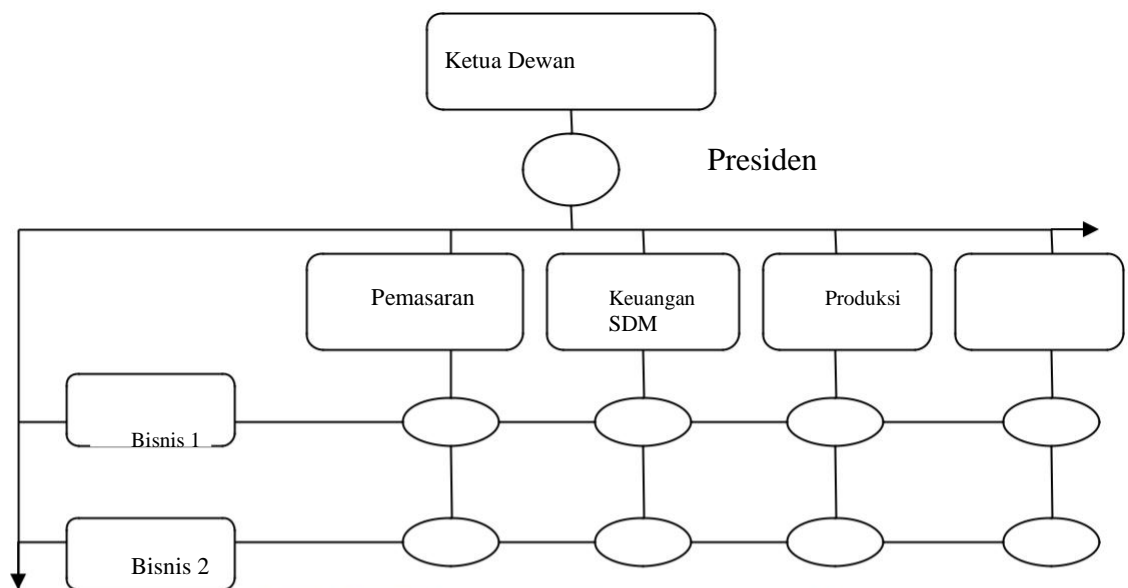 Ketua Dewan
Presiden
Pemasaran
Keuangan
SDM
Produksi
Bisnis 1
Bisnis 2